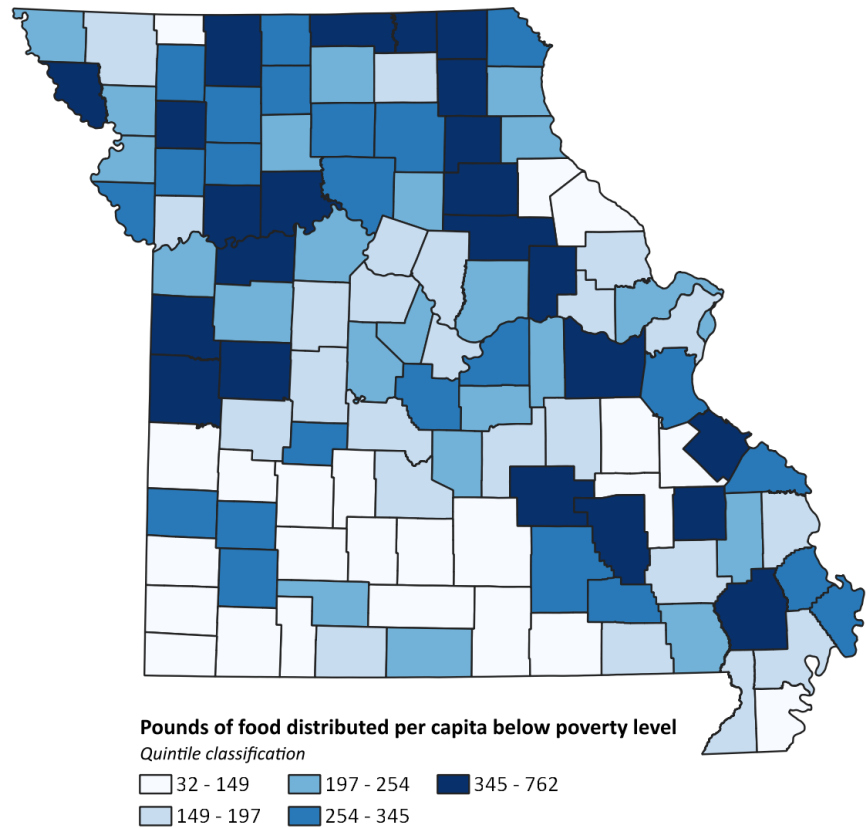 Pounds of food distributed per capita below poverty level
Quintile classification
32 - 149 197 - 254 345 - 762
149 - 197 254 - 345